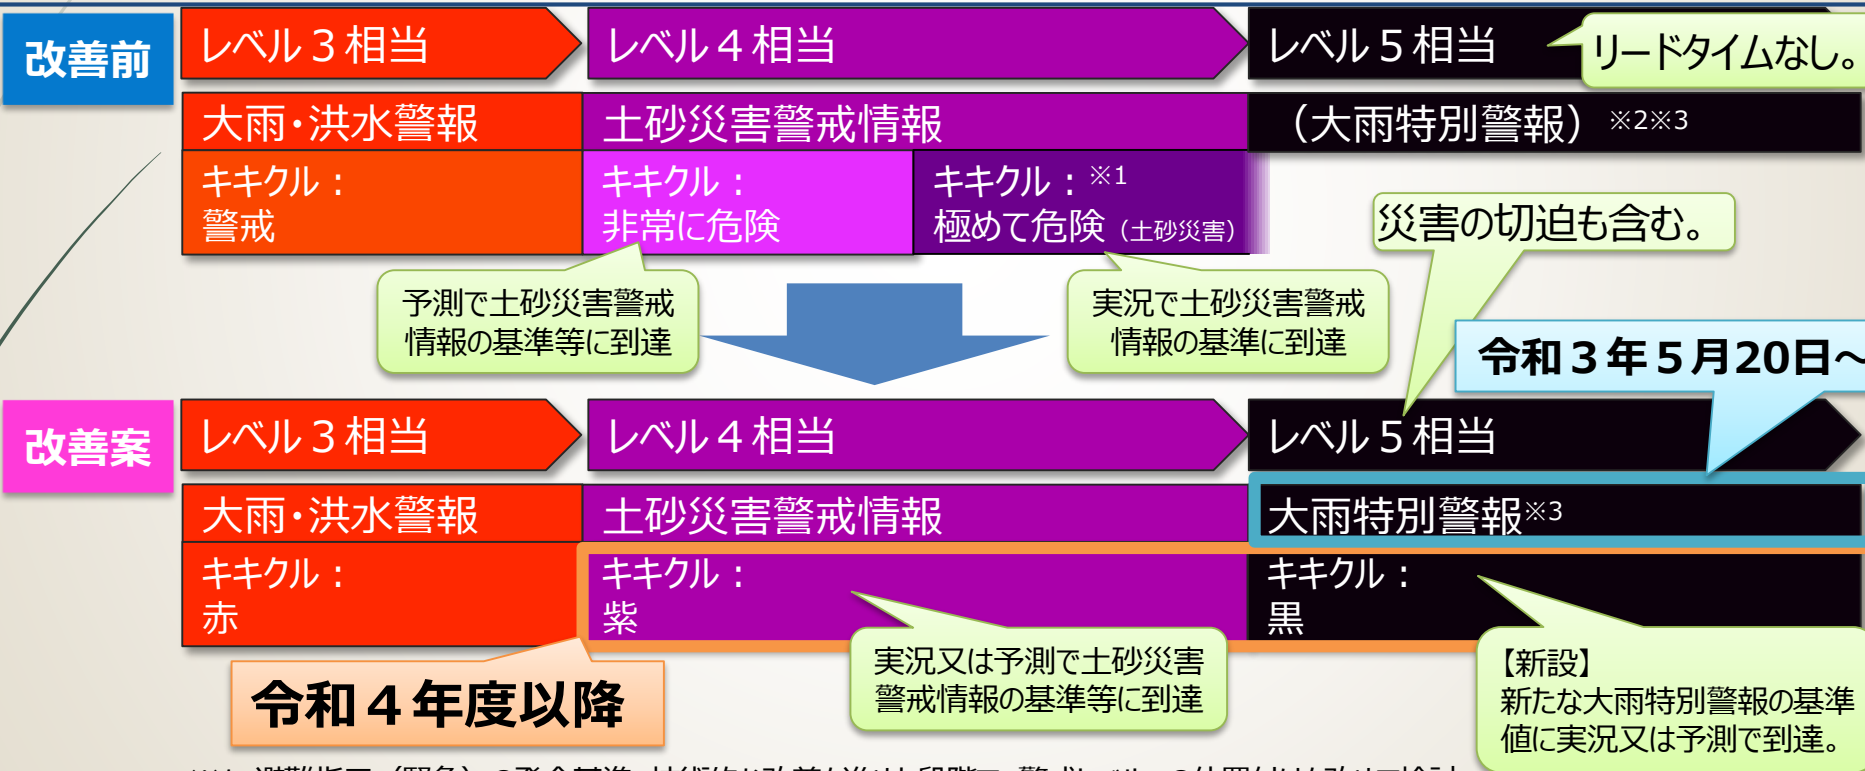 改善前
レベル３相当
レベル４相当
レベル５相当
リードタイムなし。
大雨・洪水警報
土砂災害警戒情報
（大雨特別警報）※2※3
キキクル：
警戒
キキクル：
非常に危険
キキクル：※1
極めて危険（土砂災害）
災害の切迫も含む。
予測で土砂災害警戒
情報の基準等に到達
実況で土砂災害警戒
情報の基準に到達
令和３年５月20日～
改善案
レベル３相当
レベル４相当
レベル５相当
大雨・洪水警報
土砂災害警戒情報
大雨特別警報※3
キキクル：
赤
キキクル：
紫
キキクル：
黒
実況又は予測で土砂災害
警戒情報の基準等に到達
【新設】
新たな大雨特別警報の基準
値に実況又は予測で到達。
令和４年度以降